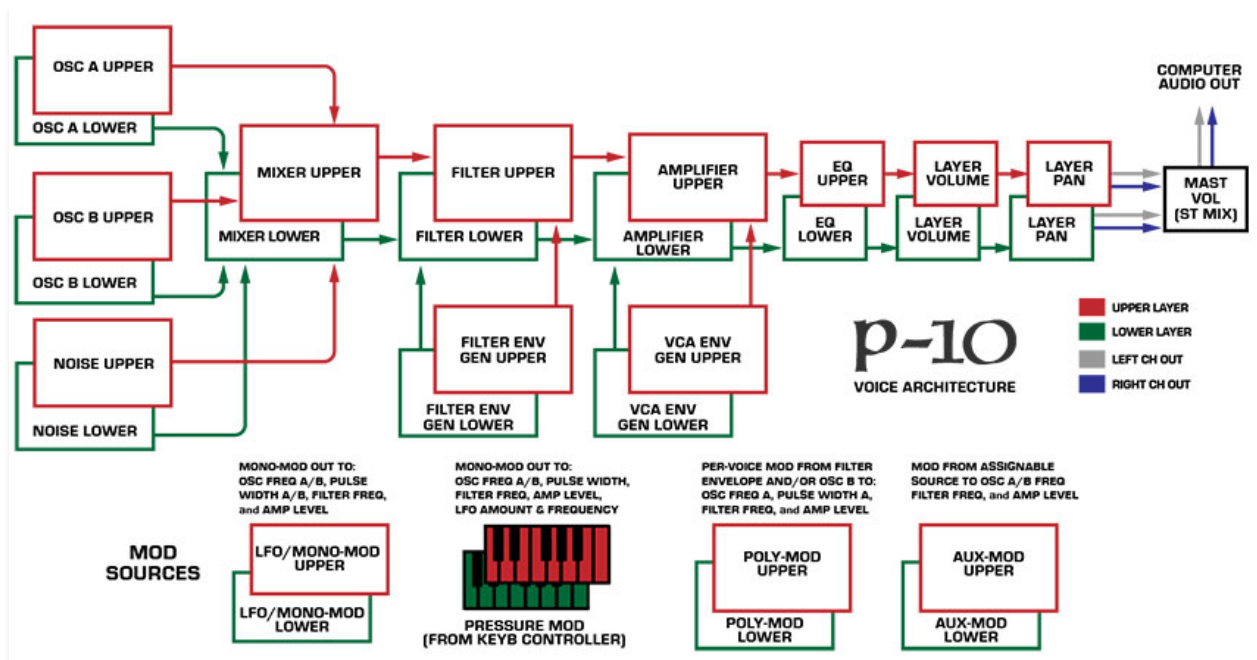 OSC A UPPER
OSC A LOWER
OSC B UPPER
OSC B LOWER
NOISE UPPER
NOISE LOWER
MIXER UPPER
MIXER LOWER
FILTER UPPER
FILTER LOWER
FILTER ENV
GEN UPPER
FILTER ENV
GEN LOWER
AMPLIFIER
UPPER
AMPLIFIER
LOWER
VCA ENV
GEN UPPER
VCA ENV
GEN LOWER
EQ
UPPER
EQ
LOWER
LAYER
VOLUME
LAYER
VOLUME
LAYER
PAN
LAYER
PAN
COMPUTER
AUDIO OUT
MAST
VOL
(ST MIX)
p-10
VOICE ARCHITECTURE
UPPER LAYER
LOWER LAYER
LEFT CH OUT
RIGHT CH OUT
MOD
SOURCES
MONO-MOD OUT TO:
OSC FREQ A/B, PULSE
WIDTH A/B, FILTER FREQ,
and AMP LEVEL
LFO/MONO-MOD
UPPER
LFO/MONO-MOD
LOWER
MONO-MOD OUT TO:
OSC FREQ A/B, PULSE WIDTH,
FILTER FREQ, AMP LEVEL,
LFO AMOUNT & FREQUENCY
PRESSURE MOD
(FROM KEYB CONTROLLER)
PER-VOICE MOD FROM FILTER
ENVELOPE AND/OR OSC B TO:
OSC FREQ A, PULSE WIDTH A,
FILTER FREQ, and AMP LEVEL
POLY-MOD
UPPER
POLY-MOD
LOWER
MOD FROM ASSIGNABLE
SOURCE TO OSC A/B FREQ
FILTER FREQ, and AMP LEVEL
AUX-MOD
UPPER
AUX-MOD
LOWER